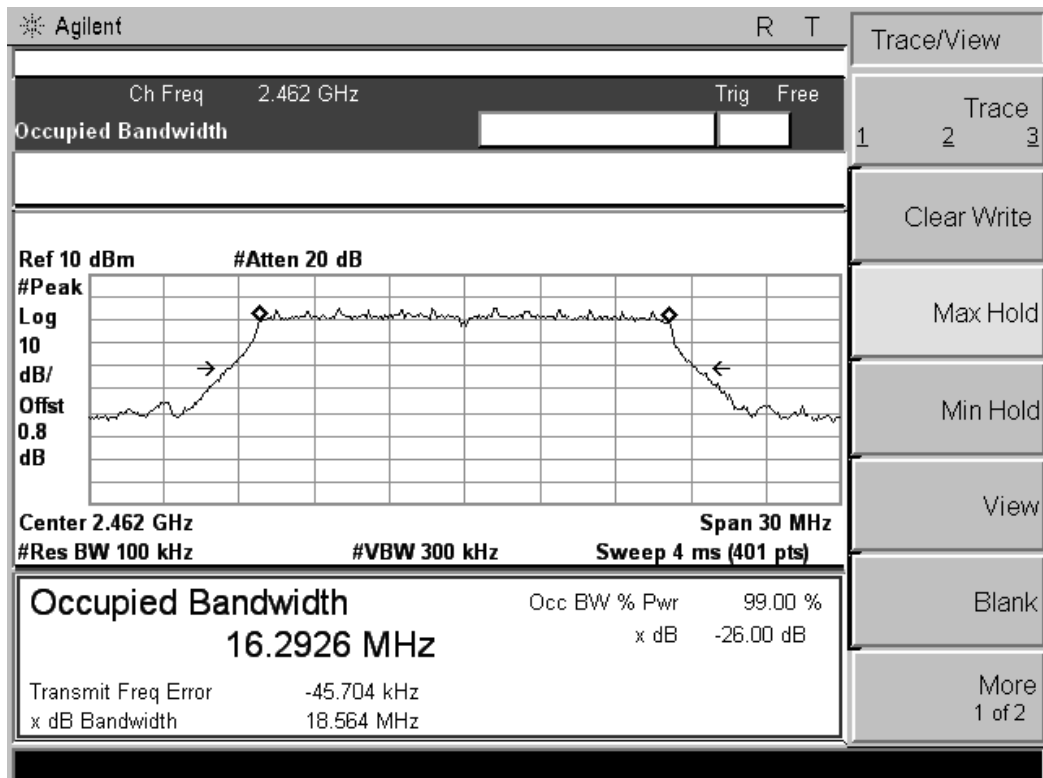 Agilent R T
Ch Freq 2.462 GHz Trig Free
Occupied Bandwidth
Ref 10 dBm #Atten 20 dB
#Peak
Log
10
dB/
Offst
0.8
dB
Center 2.462 GHz Span 30 MHz
#Res BW 100 kHz #VBW 300 kHz Sweep 4 ms (401 pts)
Occupied Bandwidth
16.2926 MHz
Occ BW % Pwr 99.00 %
x dB -26.00 dB
Transmit Freq Error -45.704 kHz
x dB Bandwidth 18.564 MHz
Trace/View
Trace
1 2 3
Clear Write
Max Hold
Min Hold
View
Blank
More
1 of 2